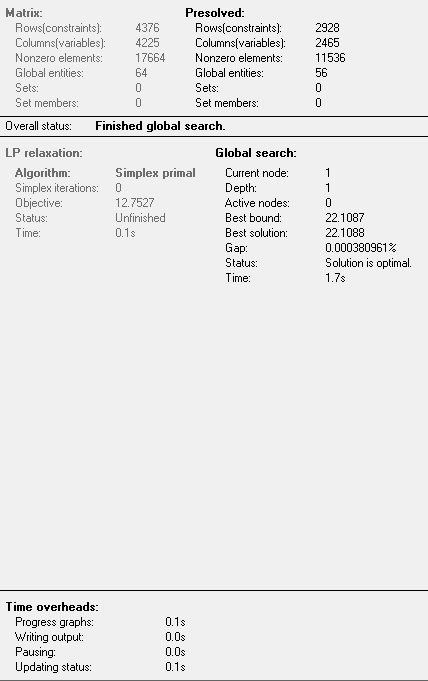 Matrix: Presolved:
Rows(constraints): 4376 Rows(constraints): 2928
Columns(variables): 4225 Columns(variables): 2465
Nonzero elements: 17664 Nonzero elements: 11536
Global entities: 64 Global entities: 56
Sets: 0 Sets: 0
Set members: 0 Set members: 0
Overall status: Finished global search.
LP relaxation: Global search:
Algorithm: Simplex primal Current node: 1
Simplex iterations: 0 Depth: 1
Objective: 12.7527 Active nodes: 0
Status: Unfinished Best bound: 22.1087
Time: 0.1s Best solution: 22.1088
Gap: 0.000380961%
Status: Solution is optimal.
Time: 1.7s
Time overheads:
Progress graphs: 0.1s
Writing output: 0.0s
Pausing: 0.0s
Updating status: 0.1s